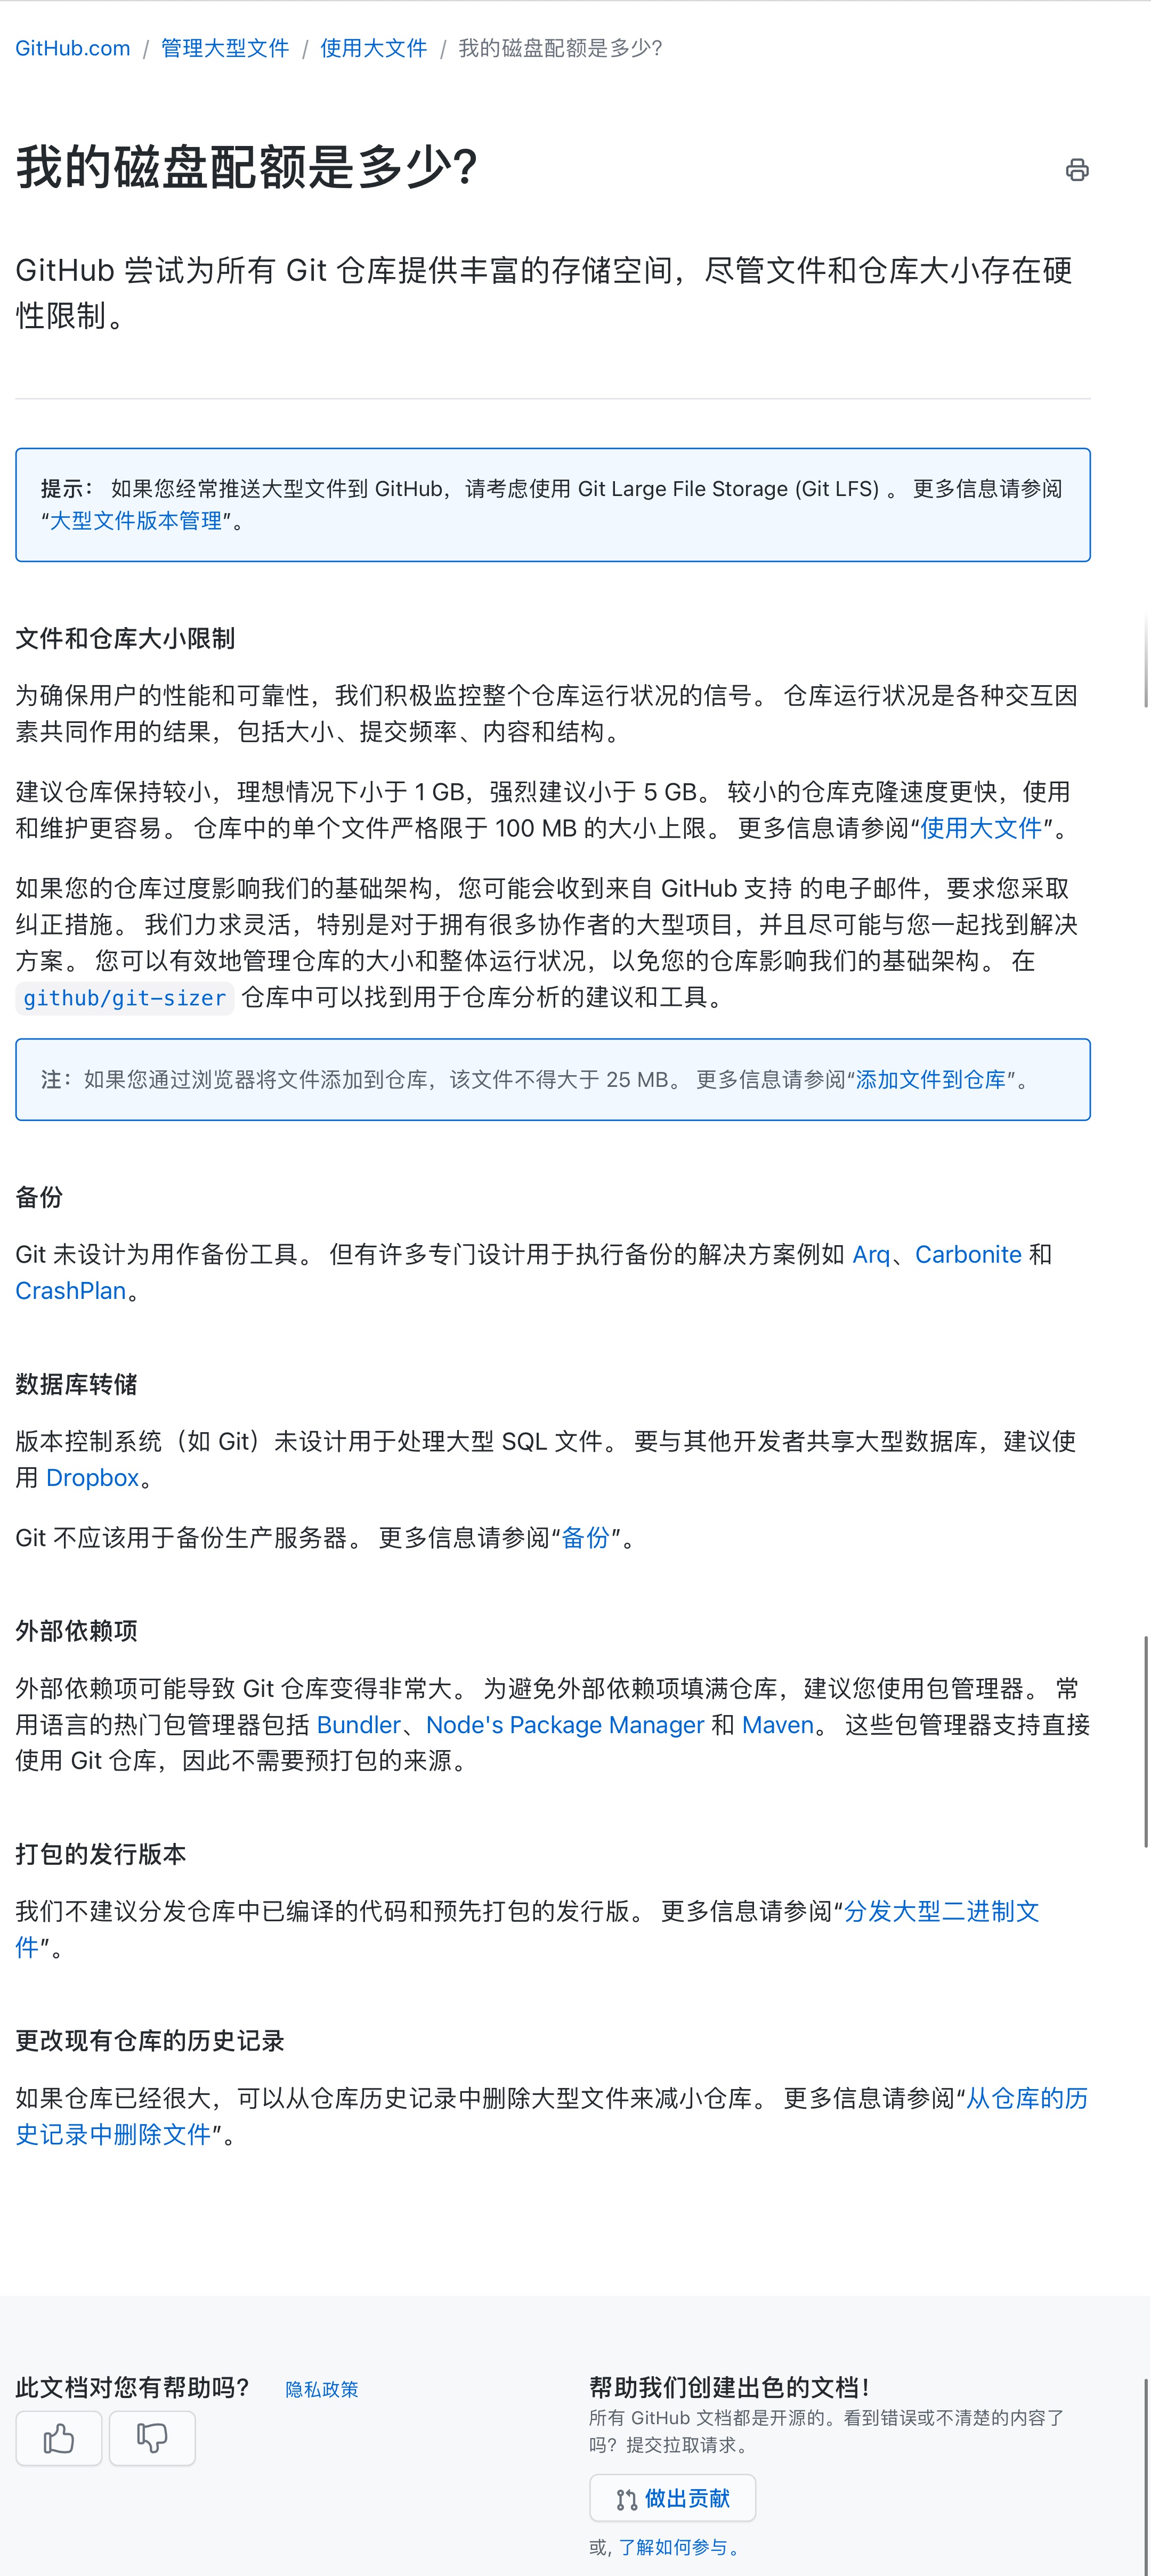 GitHub.com / 管理大型文件 / 使用大文件 / 我的磁盘配额是多少?
我的磁盘配额是多少?
GitHub 尝试为所有 Git 仓库提供丰富的存储空间，尽管文件和仓库大小存在硬
性限制。
提示： 如果您经常推送大型文件到 GitHub，请考虑使用 Git Large File Storage (Git LFS) 。 更多信息请参阅
“大型文件版本管理”。
文件和仓库大小限制
为确保用户的性能和可靠性，我们积极监控整个仓库运行状况的信号。 仓库运行状况是各种交互因
素共同作用的结果，包括大小、提交频率、内容和结构。
建议仓库保持较小，理想情况下小于 1 GB，强烈建议小于 5 GB。 较小的仓库克隆速度更快，使用
和维护更容易。 仓库中的单个文件严格限于 100 MB 的大小上限。 更多信息请参阅“使用大文件”。
如果您的仓库过度影响我们的基础架构，您可能会收到来自 GitHub 支持 的电子邮件，要求您采取
纠正措施。 我们力求灵活，特别是对于拥有很多协作者的大型项目，并且尽可能与您一起找到解决
方案。 您可以有效地管理仓库的大小和整体运行状况，以免您的仓库影响我们的基础架构。 在
github/git-sizer 仓库中可以找到用于仓库分析的建议和工具。
注：如果您通过浏览器将文件添加到仓库，该文件不得大于 25 MB。 更多信息请参阅“添加文件到仓库”。
备份
Git 未设计为用作备份工具。 但有许多专门设计用于执行备份的解决方案例如 Arq、Carbonite 和
CrashPlan。
数据库转储
版本控制系统（如 Git）未设计用于处理大型 SQL 文件。 要与其他开发者共享大型数据库，建议使
用 Dropbox。
Git 不应该用于备份生产服务器。 更多信息请参阅“备份”。
外部依赖项
外部依赖项可能导致 Git 仓库变得非常大。 为避免外部依赖项填满仓库，建议您使用包管理器。 常
用语言的热门包管理器包括 Bundler、Node's Package Manager 和 Maven。 这些包管理器支持直接
使用 Git 仓库，因此不需要预打包的来源。
打包的发行版本
我们不建议分发仓库中已编译的代码和预先打包的发行版。 更多信息请参阅“分发大型二进制文
件”。
更改现有仓库的历史记录
如果仓库已经很大，可以从仓库历史记录中删除大型文件来减小仓库。 更多信息请参阅“从仓库的历
史记录中删除文件”。
此文档对您有帮助吗? 隐私政策
帮助我们创建出色的文档!
所有 GitHub 文档都是开源的。看到错误或不清楚的内容了
吗？提交拉取请求。
做出贡献
或, 了解如何参与。